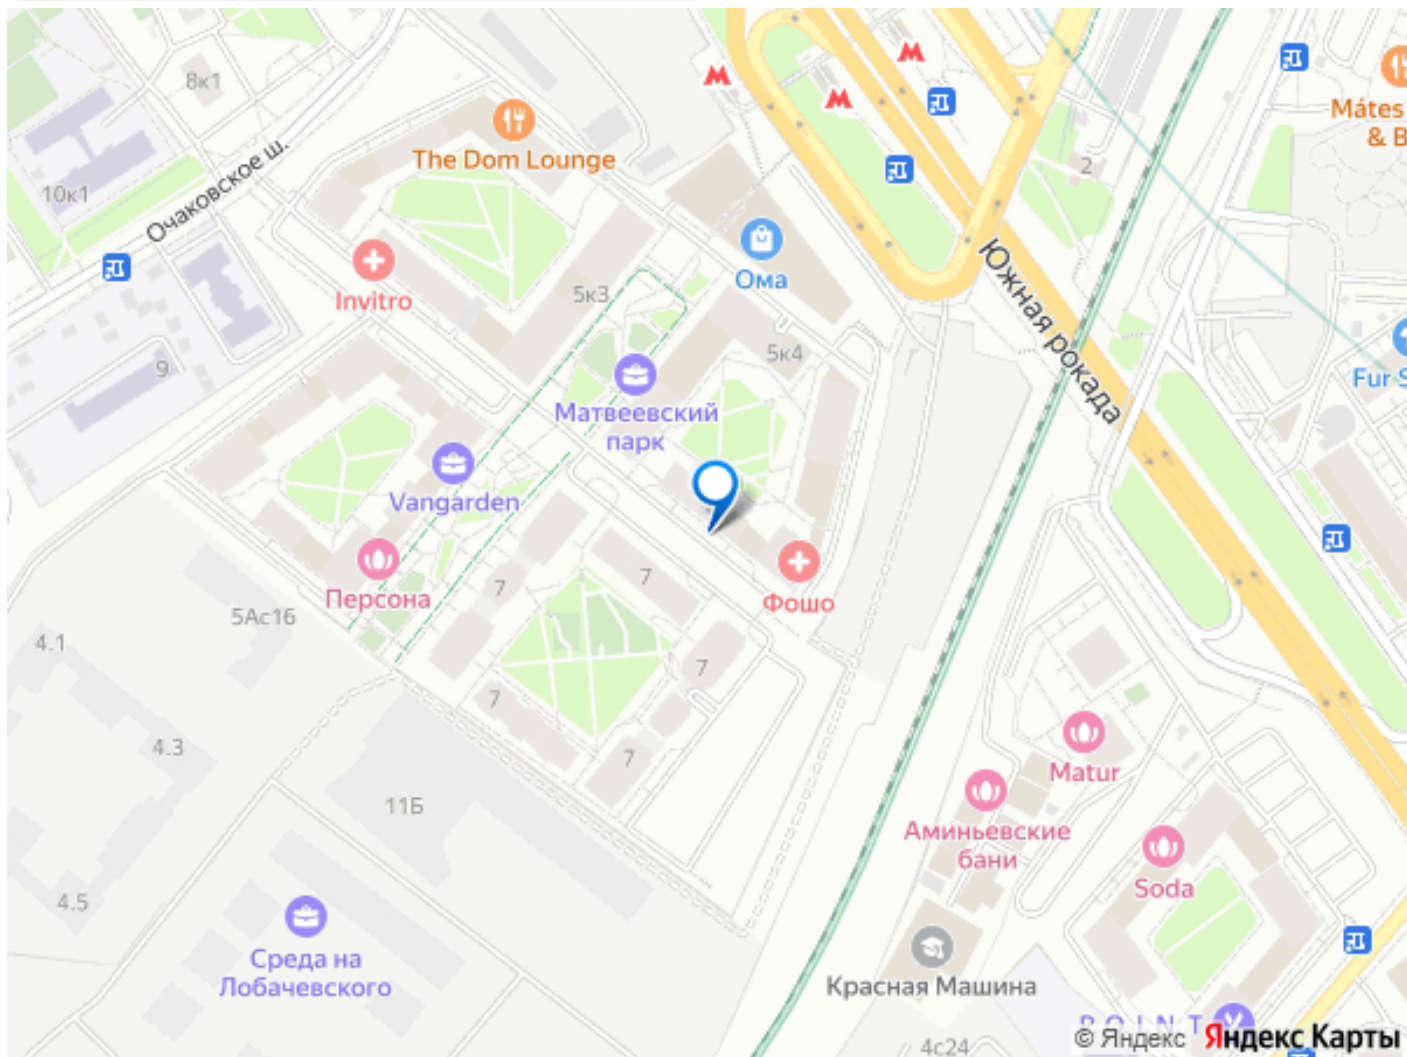 8к1
The Dom Lounge
10к1
Очаковское ш.
2
Mátes
& B
Invitro
5к3
Ома
Южная рокада
5к4
9
Матвеевский
парк
Fur S
Vangarden
Персона
5Ас16
7
7
Фошо
4.1
7
7
7
4.3
11Б
Matur
Аминьевские
бани
Soda
4.5
Среда на
Лобачевского
Красная Машина
4с24
© Яндекс Яндекс Карты